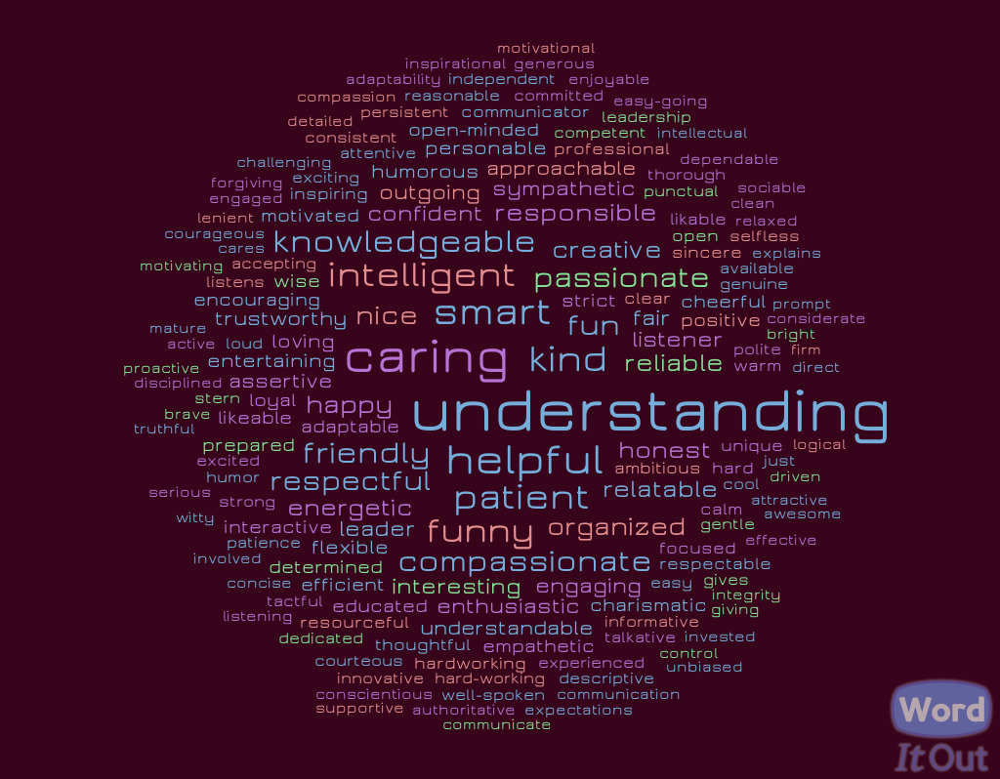 motivational
inspirational generous
adaptability independent enjoyable
compassion reasonable committed easy-going
detailed persistent communicator leadership
consistent open-minded competent intellectual
challenging attentive personable professional dependable
forgiving exciting humorous approachable thorough
engaged inspiring outgoing sympathetic punctual sociable
lenient motivated confident responsible likable relaxed clean
courageous knowledgeable creative open selfless
cares sincere explains
motivating accepting intelligent passionate available
listens wise genuine
encouraging smart strict clear cheerful prompt
trustworthy nice fun fair positive considerate
mature bright
active loud loving caring kind listener polite firm
proactive entertaining reliable warm direct
disciplined assertive
stern loyal happy understanding
brave likeable adaptable
truthful
prepared friendly helpful honest unique logical
excited ambitious hard just
humor respectful relatable cool driven
serious strong energetic patient calm attractive
witty awesome
interactive leader funny organized gentle
patience flexible focused effective
involved determined compassionate respectable
concise efficient interesting engaging easy gives
integrity
tactful educated enthusiastic charismatic giving
listening resourceful understandable informative
dedicated thoughtful empathetic talkative invested
courteous hardworking experienced control unbiased
innovative hard-working descriptive
conscientious well-spoken communication
supportive authoritative expectations
communicate
Word
It Out